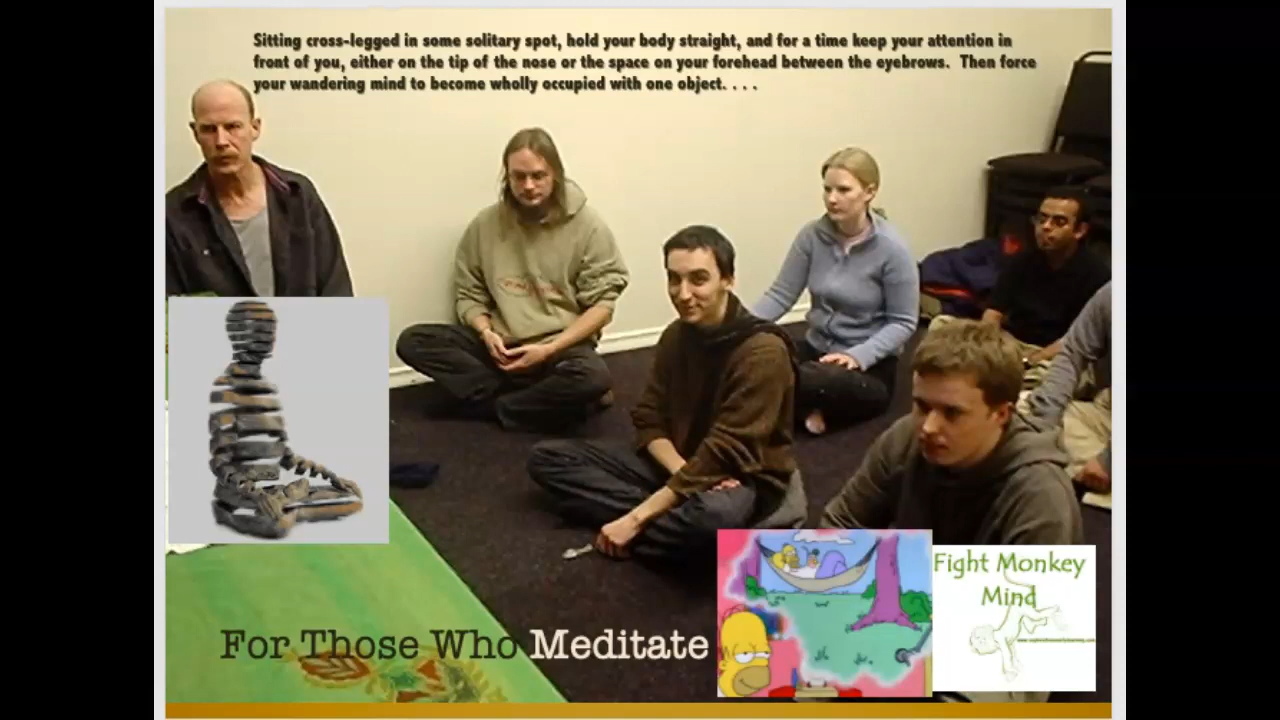 Sitting cross-legged in some solitary spot, hold your body straight, and for a time keep your attention in
front of you, either on the tip of the nose or the space on your forehead between the eyebrows.  Then force
your wandering mind to become wholly occupied with one object. . . .
Fight Monkey
Mind
For Those Who Meditate